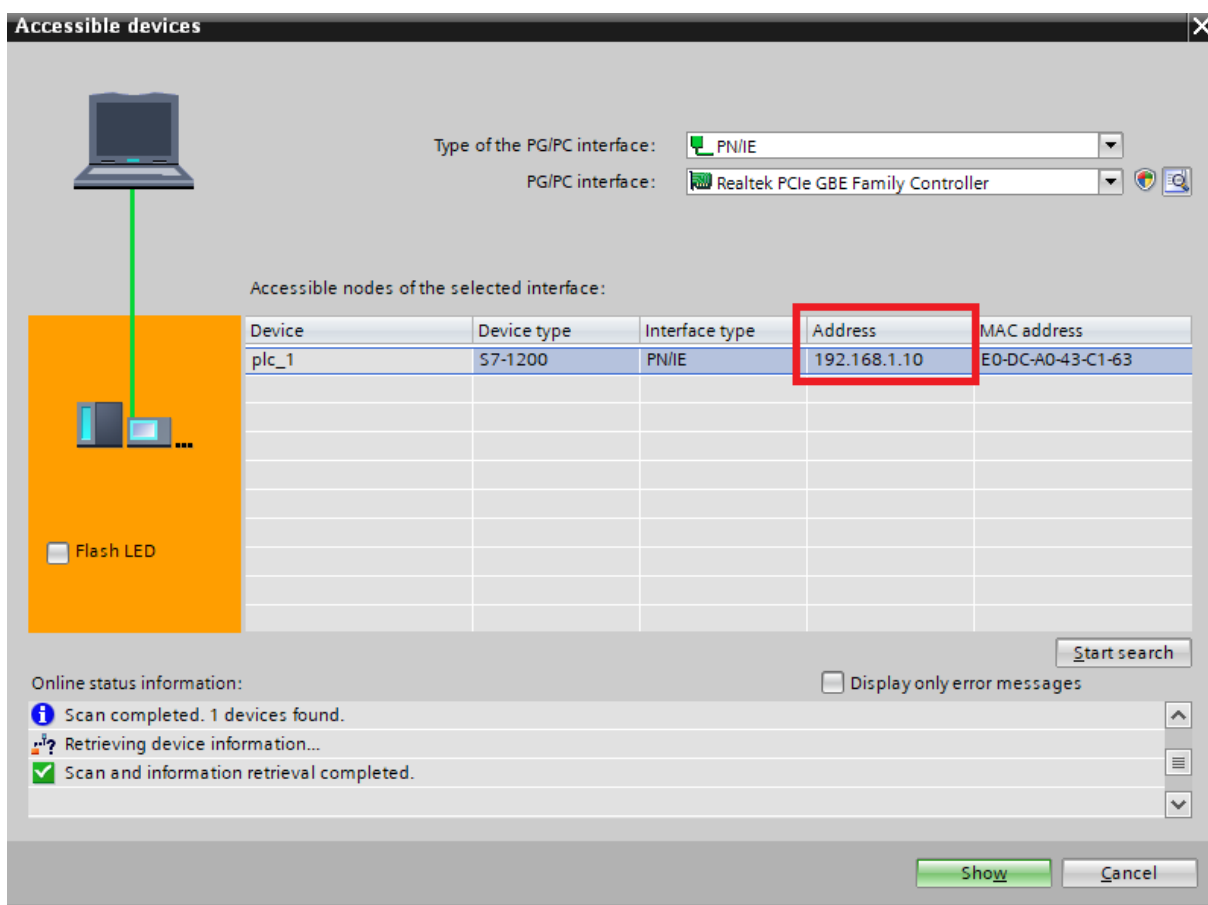 Accessible devices
Type of the PG/PC interface: PN/IE
PG/PC interface: Realtek PCIe GBE Family Controller
Accessible nodes of the selected interface:
Device Device type Interface type Address MAC address
plc_1 S7-1200 PN/IE 192.168.1.10 E0-DC-A0-43-C1-63
Flash LED
Start search
Online status information: Display only error messages
Scan completed. 1 devices found.
Retrieving device information...
Scan and information retrieval completed.
Show Cancel